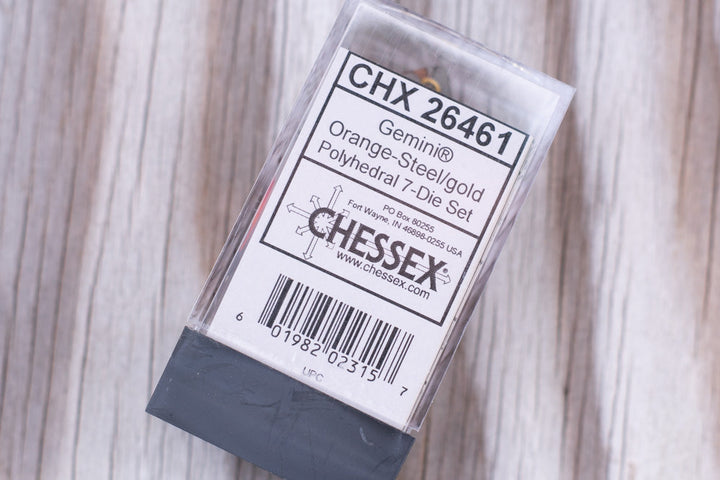 CHX 26461
Gemini®
Orange-Steel/gold
Polyhedral 7-Die Set
PO Box 80255
Fort Wayne, IN 46898-0255 USA
CHESSEX®
www.chessex.com
6 01982 02315 7
UPC